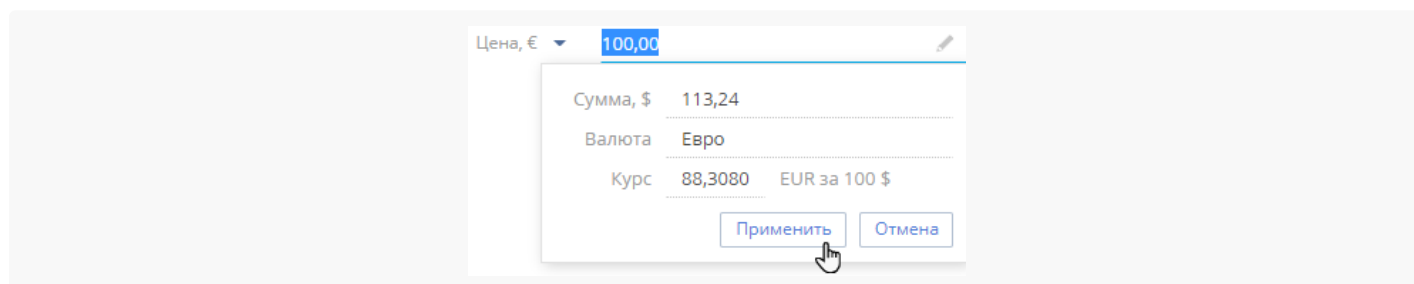 Цена, € 100,00
Сумма, $ 113,24
Валюта Евро
Курс 88,3080 EUR за 100 $
Применить Отмена